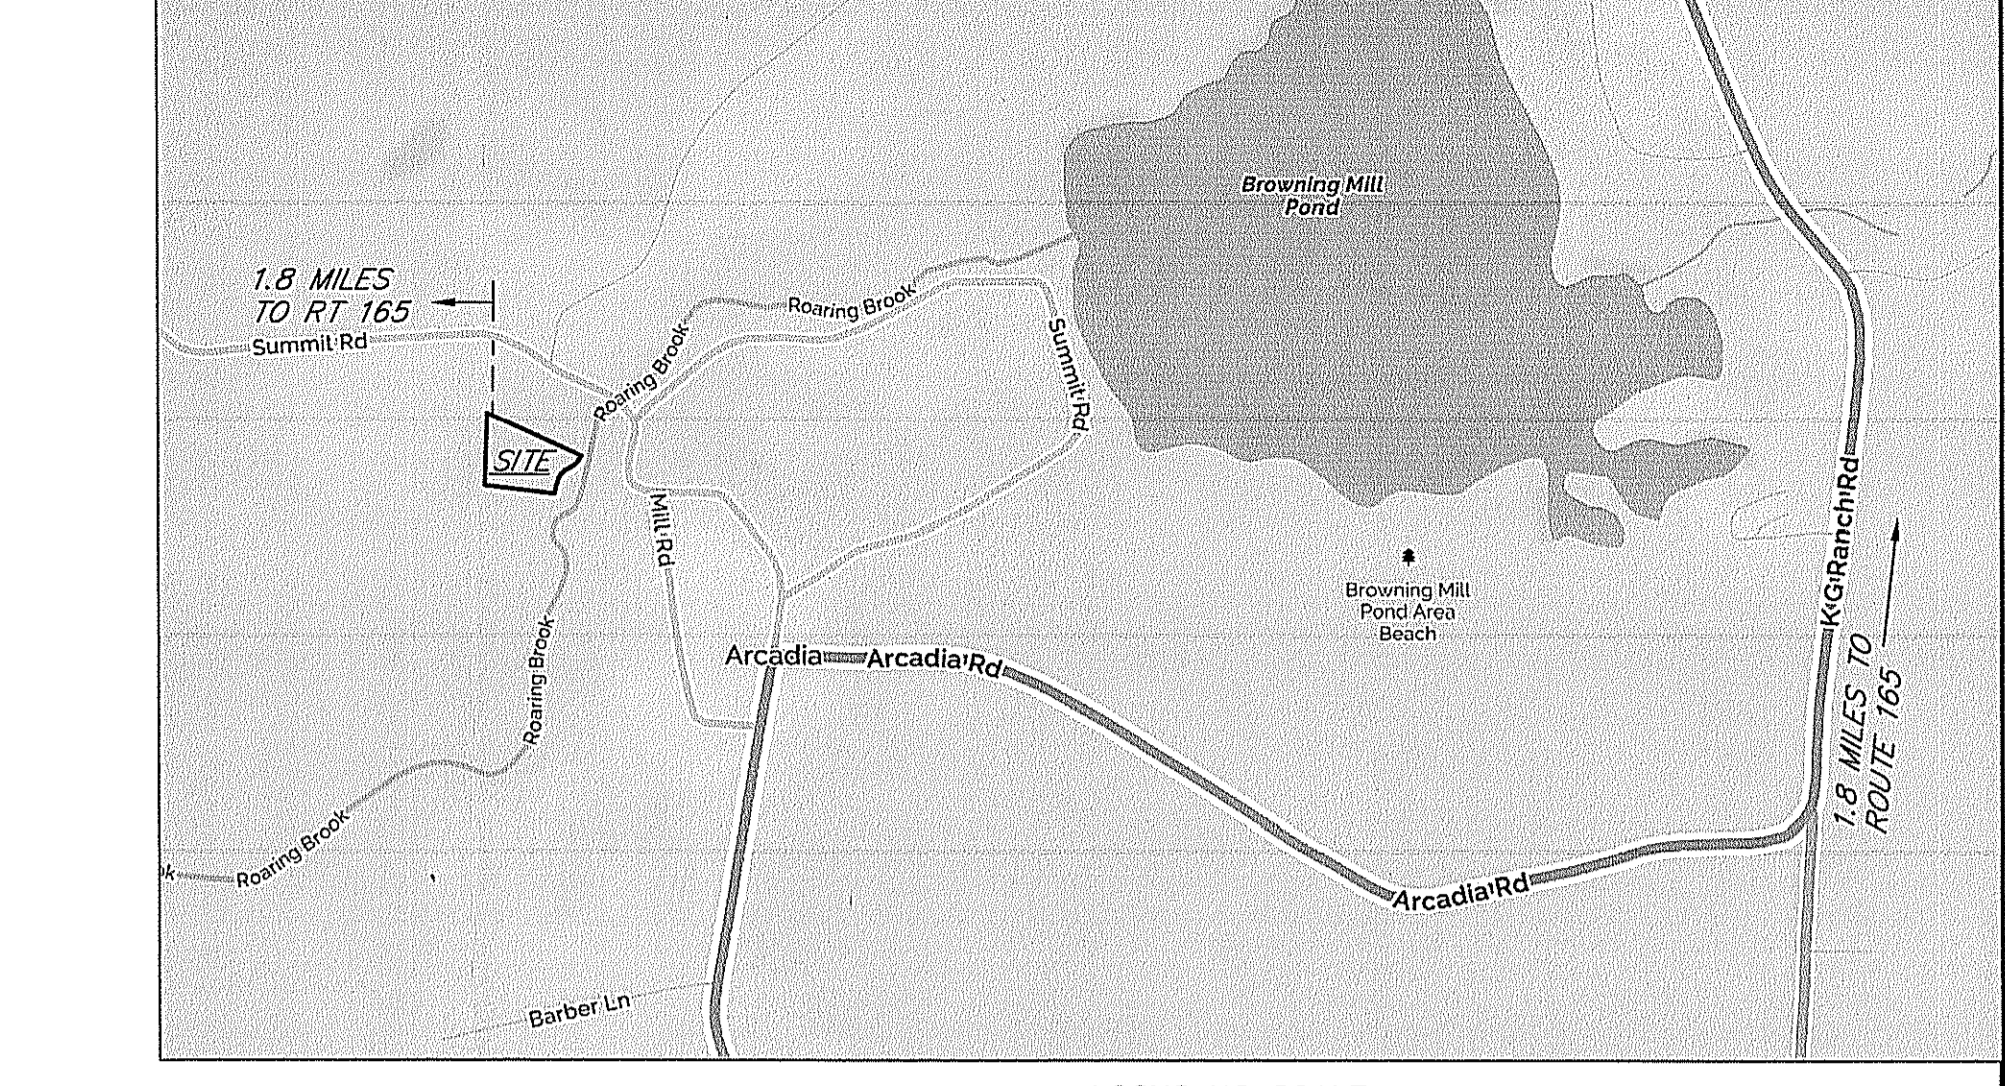 Browning Mill
Pond
1.8 MILES
TO RT 165
Summit Rd
Roaring Brook
Roaring Brook
Summit Rd
SITE
Mill Rd
K G Ranch Rd
Browning Mill
Pond Area
Beach
Roaring Brook
Arcadia
Arcadia Rd
1.8 MILES TO
ROUTE 165
Roaring Brook
Arcadia Rd
Barber Ln